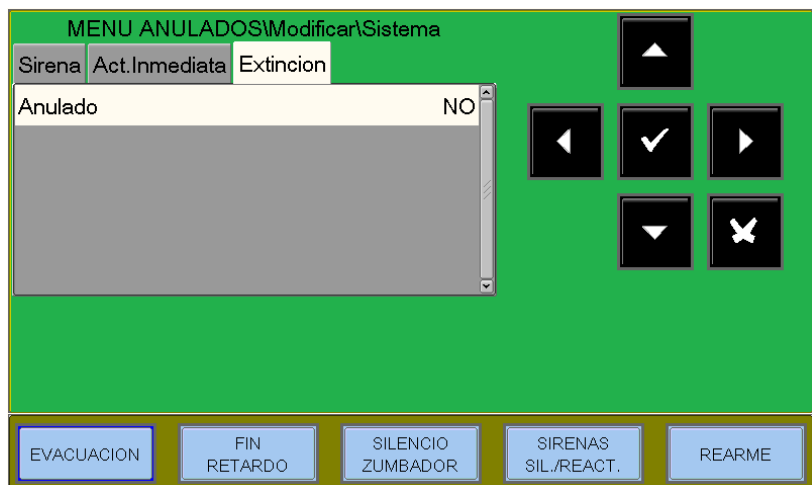 MENU ANULADOS\Modificar\Sistema
Sirena Act.Inmediata Extincion
Anulado NO
EVACUACION
FIN
RETARDO
SILENCIO
ZUMBADOR
SIRENAS
SIL./REACT.
REARME